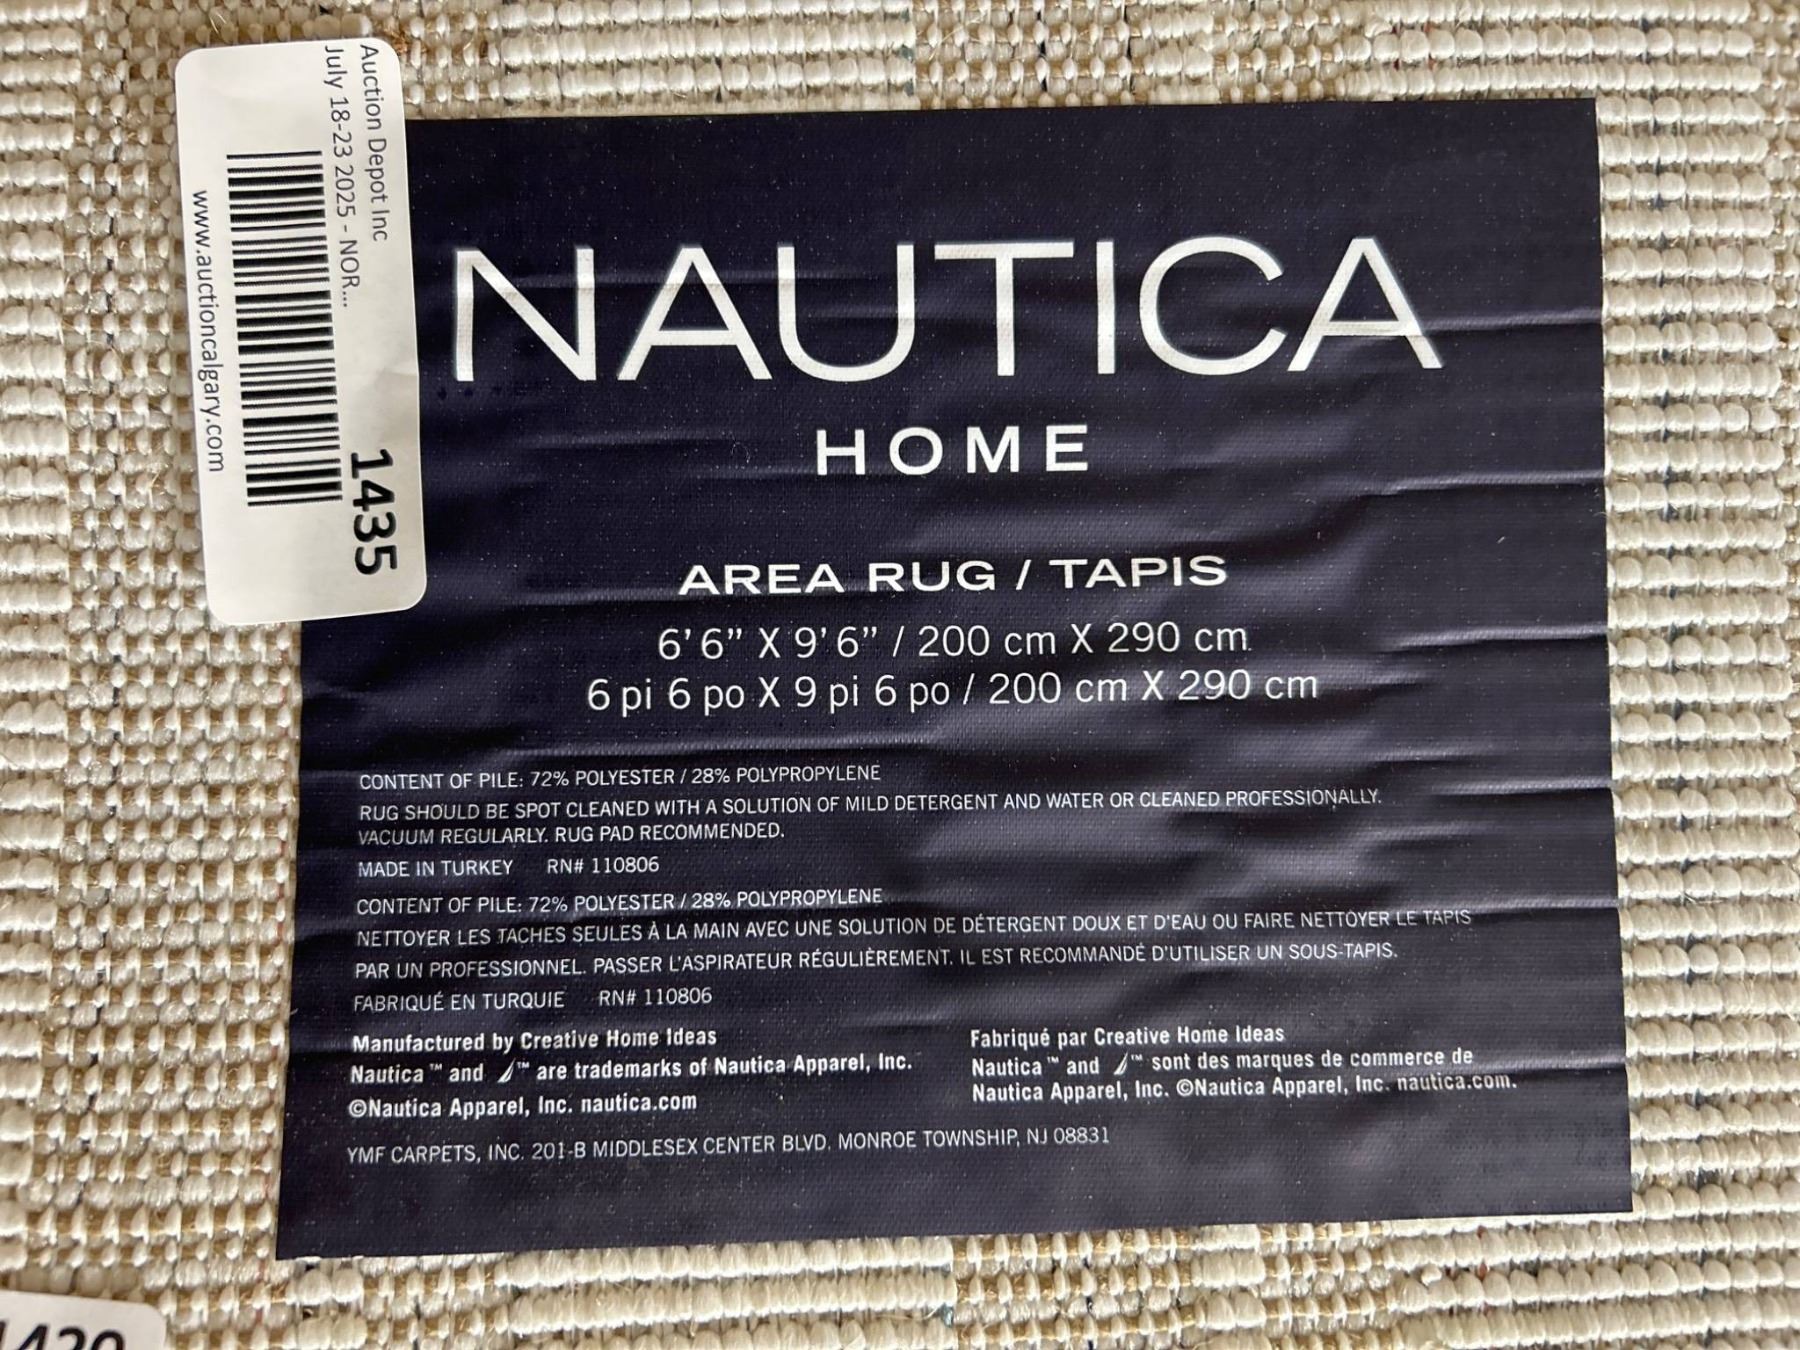 Auction Depot Inc
July 18-23 2025 - NOR...
1435
www.auctioncalgary.com
NAUTICA
HOME
AREA RUG / TAPIS
6’6” X 9’6” / 200 cm X 290 cm
6 pi 6 po X 9 pi 6 po / 200 cm X 290 cm
CONTENT OF PILE: 72% POLYESTER / 28% POLYPROPYLENE
RUG SHOULD BE SPOT CLEANED WITH A SOLUTION OF MILD DETERGENT AND WATER OR CLEANED PROFESSIONALLY.
VACUUM REGULARLY. RUG PAD RECOMMENDED.
MADE IN TURKEY RN# 110806
CONTENT OF PILE: 72% POLYESTER / 28% POLYPROPYLENE
NETTOYER LES TACHES SEULES À LA MAIN AVEC UNE SOLUTION DE DÉTERGENT DOUX ET D'EAU OU FAIRE NETTOYER LE TAPIS
PAR UN PROFESSIONNEL. PASSER L'ASPIRATEUR RÉGULIÈREMENT. IL EST RECOMMANDÉ D'UTILISER UN SOUS-TAPIS.
FABRIQUÉ EN TURQUIE RN# 110806
Manufactured by Creative Home Ideas
Nautica ™ and ™ are trademarks of Nautica Apparel, Inc.
©Nautica Apparel, Inc. nautica.com
Fabriqué par Creative Home Ideas
Nautica ™ and ™ sont des marques de commerce de
Nautica Apparel, Inc. ©Nautica Apparel, Inc. nautica.com.
YMF CARPETS, INC. 201-B MIDDLESEX CENTER BLVD. MONROE TOWNSHIP, NJ 08831